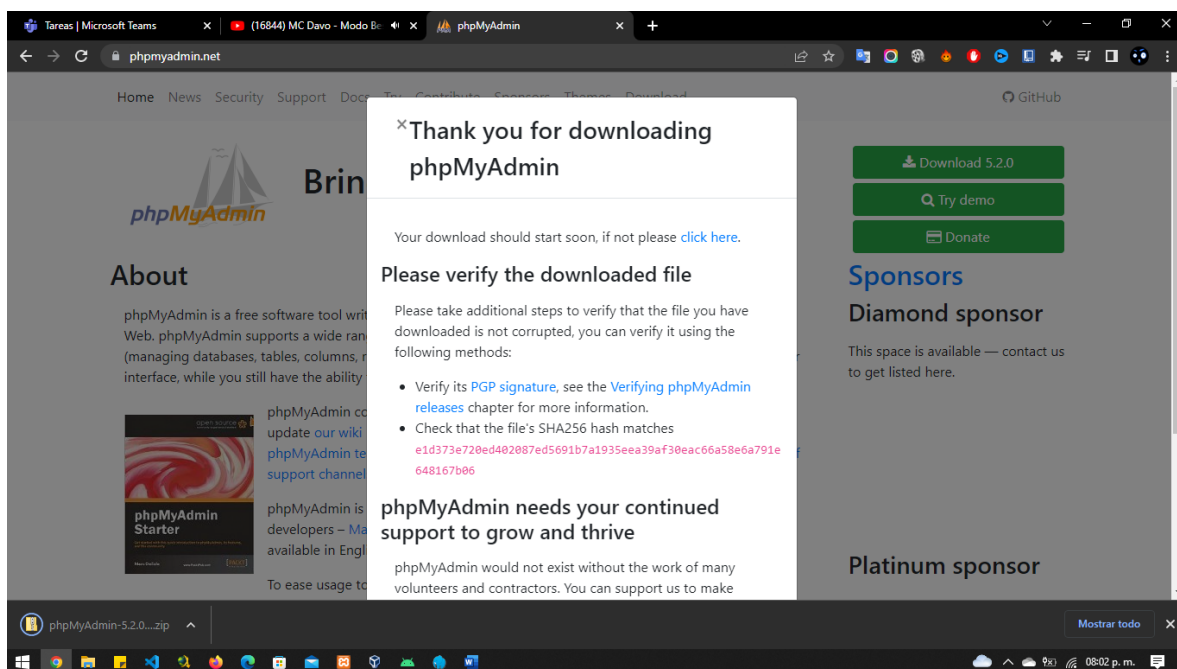 Tareas | Microsoft Teams
(16844) MC Davo - Modo Be
phpMyAdmin
phpmyadmin.net
Home News Security Support Docs Try Contribute Sponsors Themes Download
GitHub
×Thank you for downloading
phpMyAdmin
phpMyAdmin
Brin
Download 5.2.0
Try demo
Donate
Your download should start soon, if not please click here.
About
Please verify the downloaded file
Sponsors
Diamond sponsor
phpMyAdmin is a free software tool writ
Web. phpMyAdmin supports a wide ran
(managing databases, tables, columns, r
interface, while you still have the ability
Please take additional steps to verify that the file you have
downloaded is not corrupted, you can verify it using the
following methods:
This space is available — contact us
to get listed here.
• Verify its PGP signature, see the Verifying phpMyAdmin
releases chapter for more information.
• Check that the file's SHA256 hash matches
e1d373e720ed402087ed5691b7a1935eea39af30eac66a58e6a791e
648167b06
phpMyAdmin co
update our wiki
phpMyAdmin te
support channel
open source
phpMyAdmin
Starter
phpMyAdmin is
developers – Ma
available in Engl
To ease usage to
phpMyAdmin needs your continued
support to grow and thrive
phpMyAdmin would not exist without the work of many
volunteers and contractors. You can support us to make
Platinum sponsor
phpMyAdmin-5.2.0....zip
Mostrar todo
08:02 p. m.